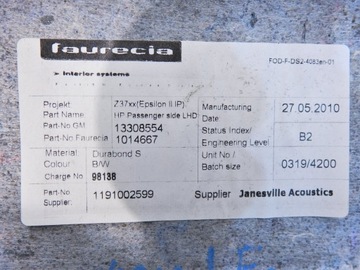 faurecia
FOD-F-DS2-4083en-01
Interior systems
Projekt Z37xx(Epsilon II IP)
Part Name HP Passenger side LHD
Part-No GM 13308554
Part-No Faurecia 1014667
Manufacturing Date 27.05.2010
Status Index/ Engineering Level B2
Unit No / Batch size 0319/4200
Material Durabond S
Colour B/W
Charge No 98138
Part-No. Supplier: 1191002599
Supplier Janesville Acoustics